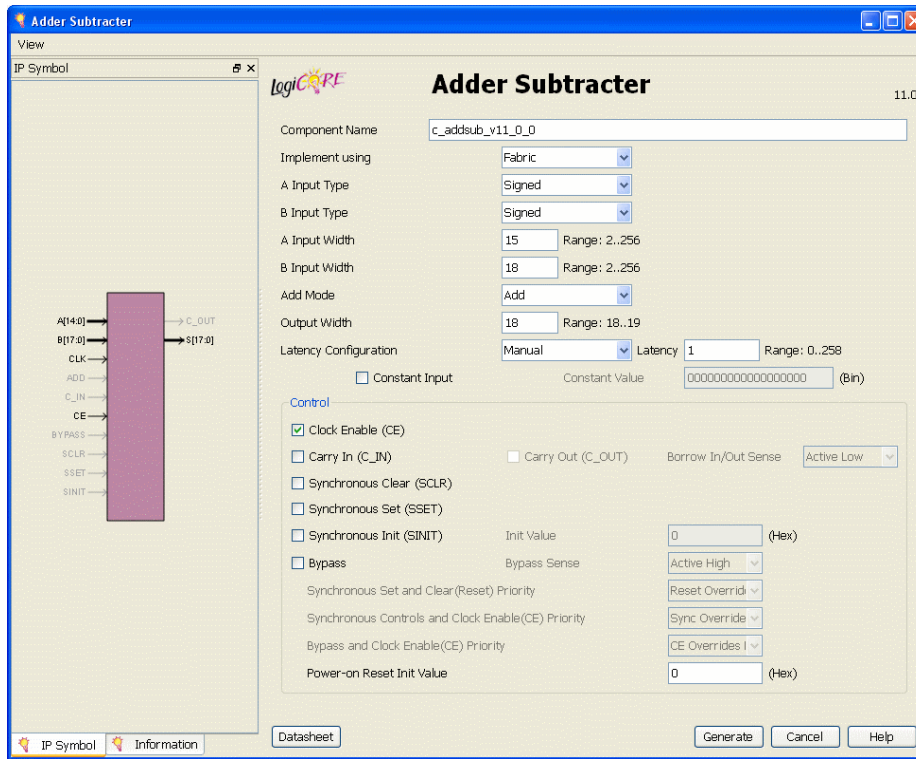 Adder Subtracter
View
IP Symbol
A[14:0]
B[17:0]
CLK
ADD
C_IN
CE
BYPASS
SCLR
SSET
SINIT
C_OUT
S[17:0]
IP Symbol Information
LogiCORE
Adder Subtracter
11.0
Component Name c_addsub_v11_0_0
Implement using Fabric
A Input Type Signed
B Input Type Signed
A Input Width 15 Range: 2..256
B Input Width 18 Range: 2..256
Add Mode Add
Output Width 18 Range: 18..19
Latency Configuration Manual Latency 1 Range: 0..258
Constant Input Constant Value 000000000000000000 (Bin)
Control
Clock Enable (CE)
Carry In (C_IN) Carry Out (C_OUT) Borrow In/Out Sense Active Low
Synchronous Clear (SCLR)
Synchronous Set (SSET)
Synchronous Init (SINIT) Init Value 0 (Hex)
Bypass Bypass Sense Active High
Synchronous Set and Clear(Reset) Priority Reset Overrid
Synchronous Controls and Clock Enable(CE) Priority Sync Override
Bypass and Clock Enable(CE) Priority CE Overrides
Power-on Reset Init Value 0 (Hex)
Datasheet Generate Cancel Help